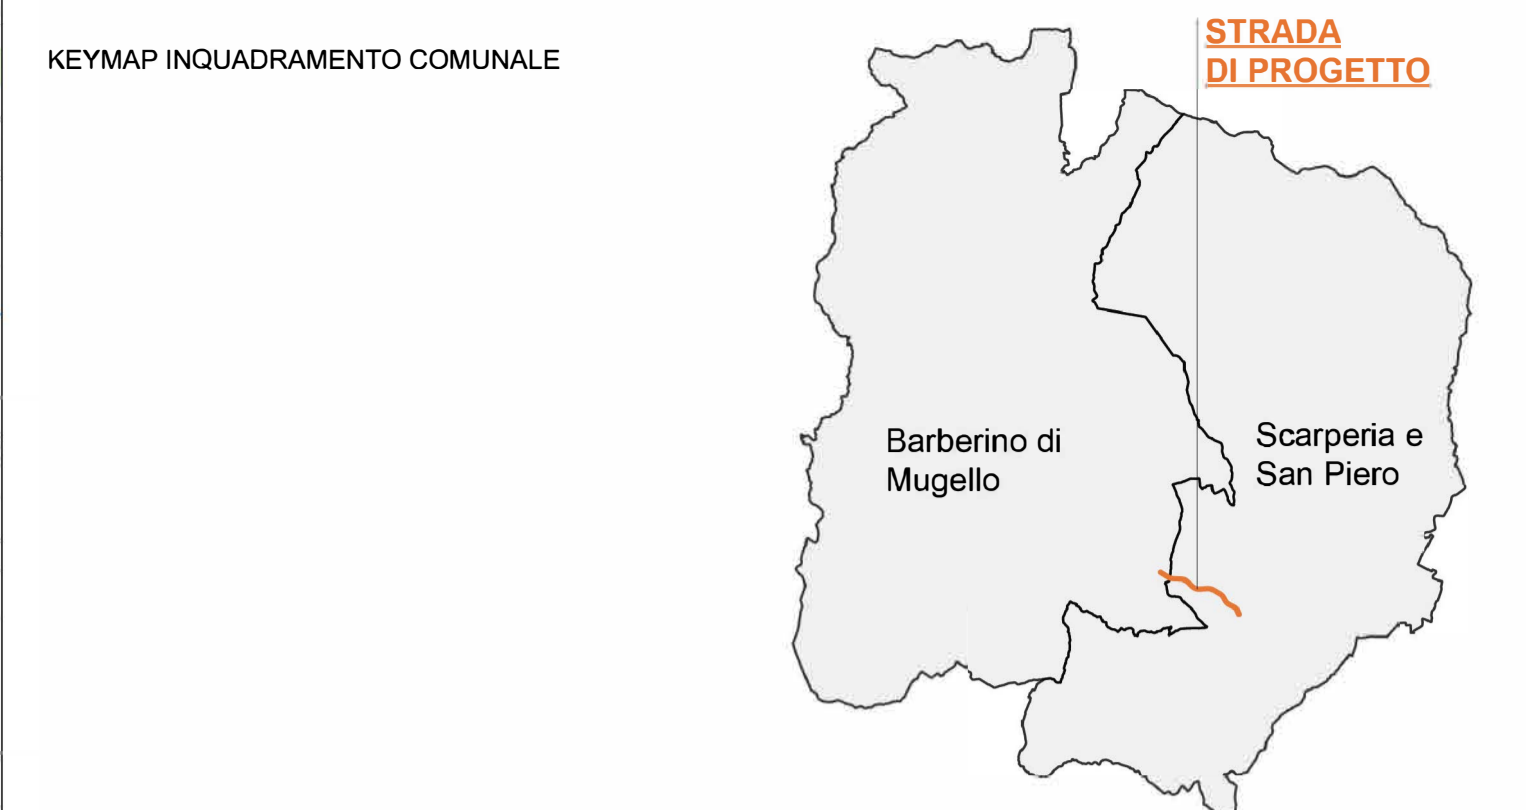 KEYMAP INQUADRAMENTO COMUNALE
STRADA
DI PROGETTO
Barberino di
Mugello
Scarperia e
San Piero